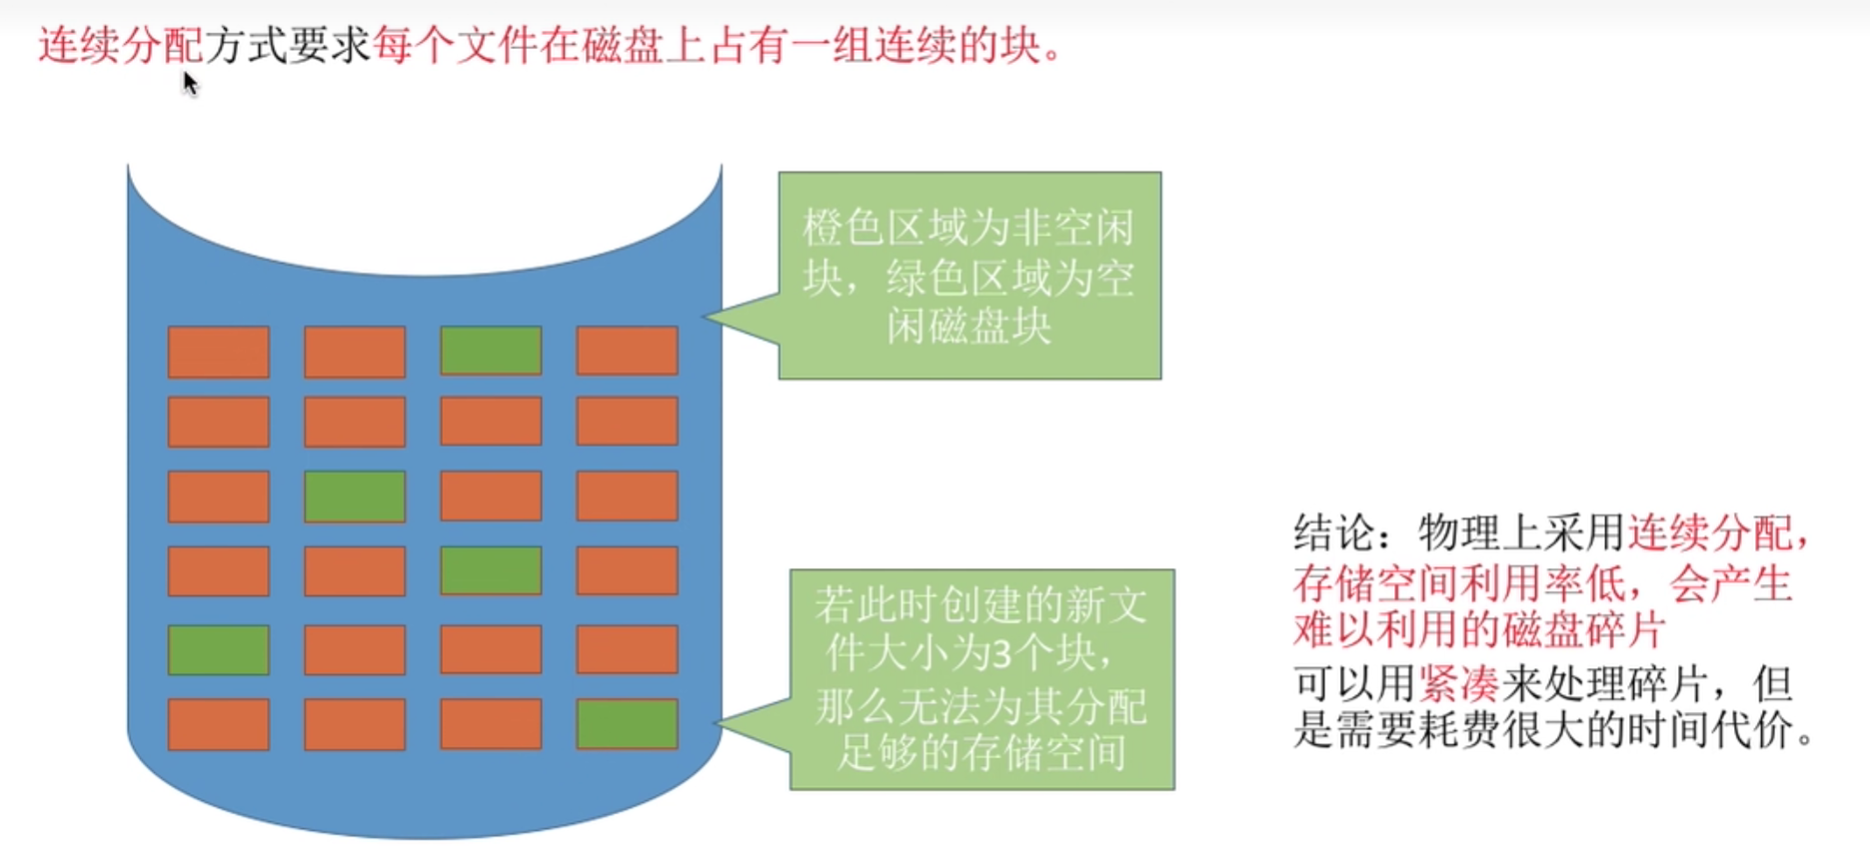 连续分配方式要求每个文件在磁盘上占有一组连续的块。
橙色区域为非空闲
块，绿色区域为空
闲磁盘块
若此时创建的新文
件大小为3个块，
那么无法为其分配
足够的存储空间
结论：物理上采用连续分配，
存储空间利用率低，会产生
难以利用的磁盘碎片
可以用紧凑来处理碎片，但
是需要耗费很大的时间代价。